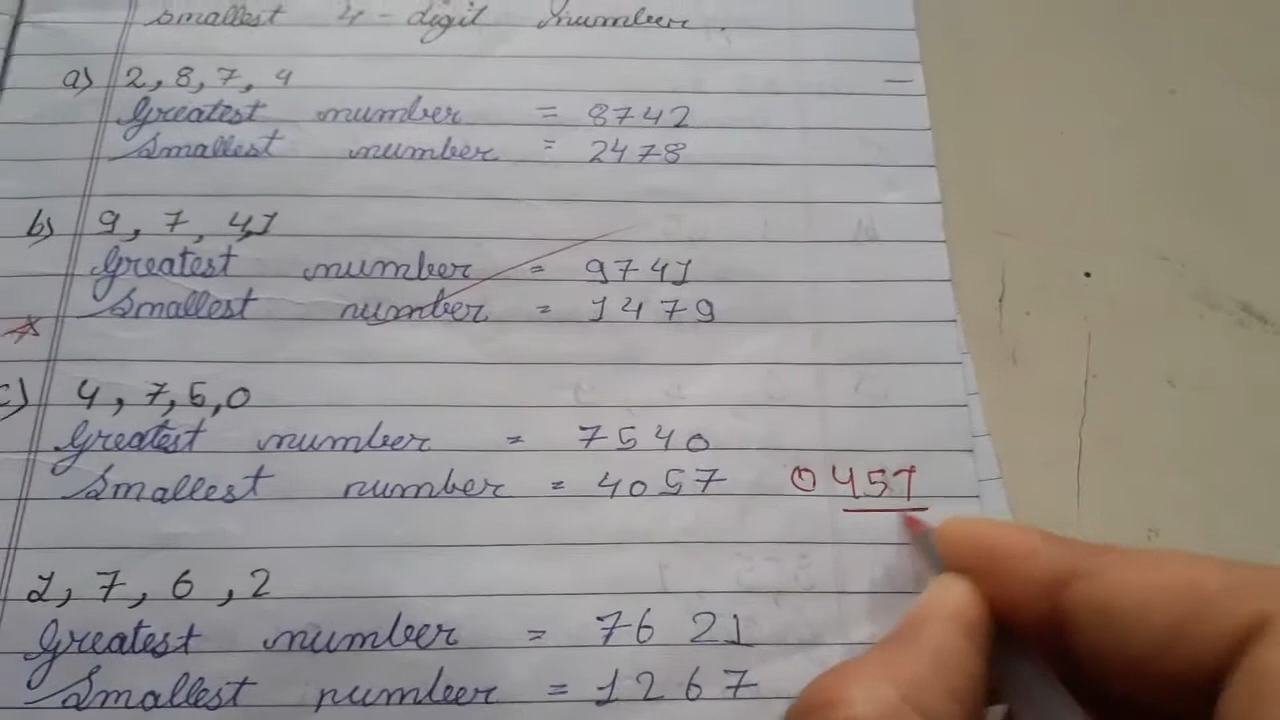 smallest 4-digit number.
a) 2, 8, 7, 4
Greatest number = 8742
Smallest number = 2478
b) 9, 7, 4, 1
Greatest number = 9741
Smallest number = 1479
c) 4, 7, 5, 0
Greatest number = 7540
Smallest number = 4057 0457
1, 7, 6, 2
Greatest number = 7621
Smallest number = 1267